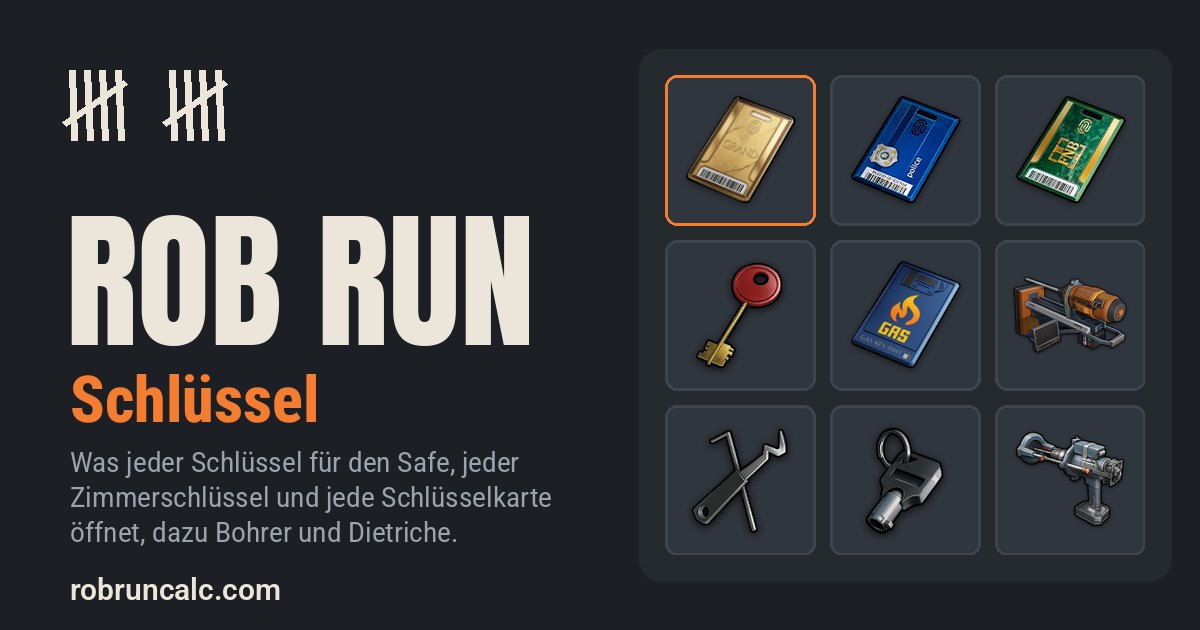 ROB RUN
Schlüssel
Was jeder Schlüssel für den Safe, jeder
Zimmerschlüssel und jede Schlüsselkarte
öffnet, dazu Bohrer und Dietriche.
robruncalc.com
GRAND
police
FNB
GAS